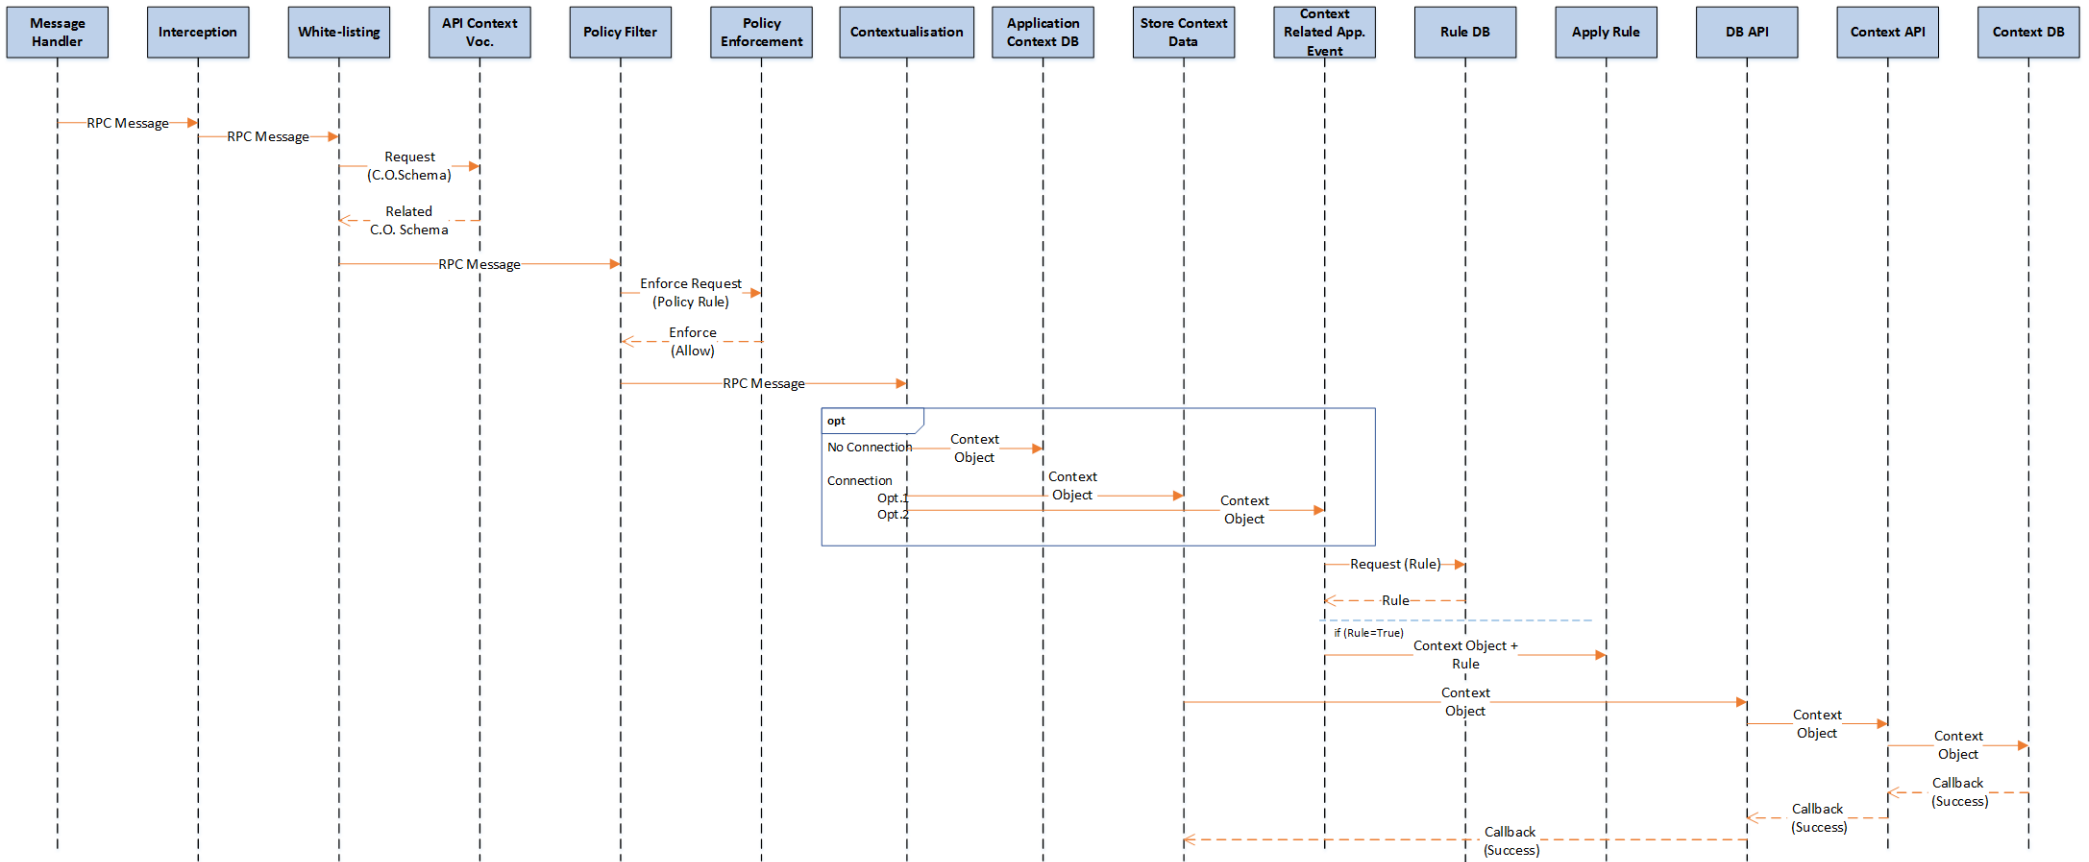 Message
Handler
Interception
White-listing
API Context
Voc.
Policy Filter
Policy
Enforcement
Contextualisation
Application
Context DB
Store Context
Data
Context
Related App.
Event
Rule DB
Apply Rule
DB API
Context API
Context DB
RPC Message
RPC Message
Request
(C.O.Schema)
Related
C.O. Schema
RPC Message
Enforce Request
(Policy Rule)
Enforce
(Allow)
RPC Message
opt
No Connection
Context
Object
Connection
Opt.1
Context
Object
Opt.2
Context
Object
Request (Rule)
Rule
if (Rule=True)
Context Object +
Rule
Context
Object
Context
Object
Context
Object
Callback
(Success)
Callback
(Success)
Callback
(Success)